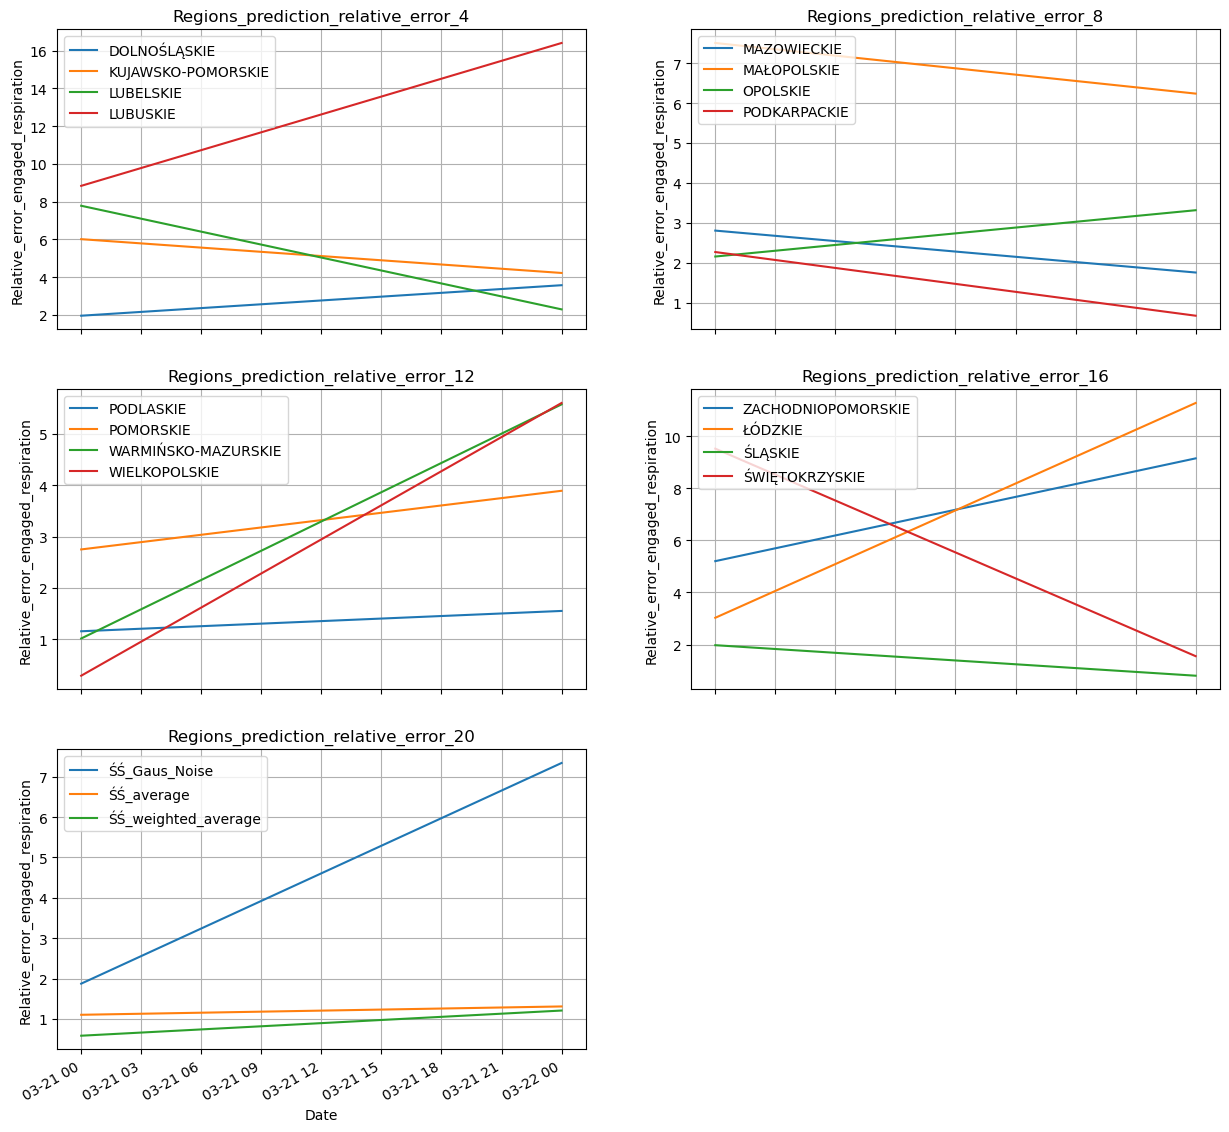 Regions_prediction_relative_error_4
Relative_error_engaged_respiration
16
14
12
10
8
6
4
2
DOLNOŚLĄSKIE
KUJAWSKO-POMORSKIE
LUBELSKIE
LUBUSKIE
Regions_prediction_relative_error_8
Relative_error_engaged_respiration
7
6
5
4
3
2
1
MAZOWIECKIE
MAŁOPOLSKIE
OPOLSKIE
PODKARPACKIE
Regions_prediction_relative_error_12
Relative_error_engaged_respiration
5
4
3
2
1
PODLASKIE
POMORSKIE
WARMIŃSKO-MAZURSKIE
WIELKOPOLSKIE
Regions_prediction_relative_error_16
Relative_error_engaged_respiration
10
8
6
4
2
ZACHODNIOPOMORSKIE
ŁÓDZKIE
ŚLĄSKIE
ŚWIĘTOKRZYSKIE
Regions_prediction_relative_error_20
Relative_error_engaged_respiration
7
6
5
4
3
2
1
ŚŚ_Gaus_Noise
ŚŚ_average
ŚŚ_weighted_average
03-21 00
03-21 03
03-21 06
03-21 09
03-21 12
03-21 15
03-21 18
03-21 21
03-22 00
Date